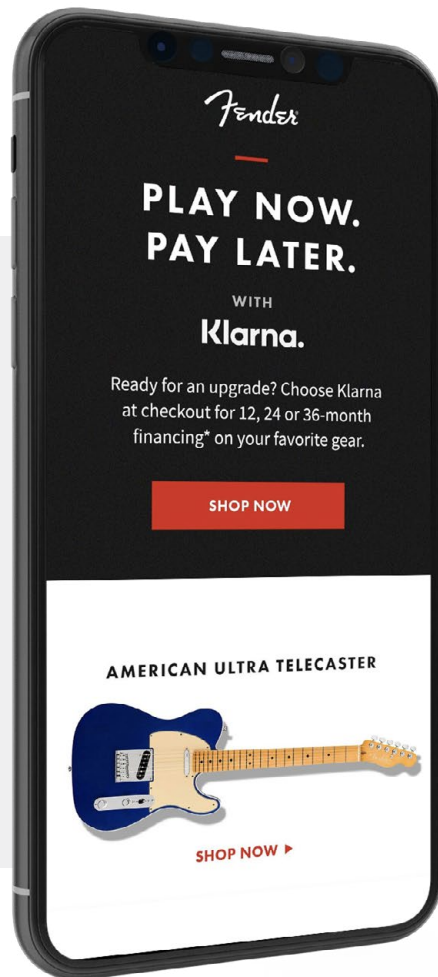 Fender
PLAY NOW.
PAY LATER.
WITH
Klarna.
Ready for an upgrade? Choose Klarna
at checkout for 12, 24 or 36-month
financing* on your favorite gear.
SHOP NOW
AMERICAN ULTRA TELECASTER
SHOP NOW ▶